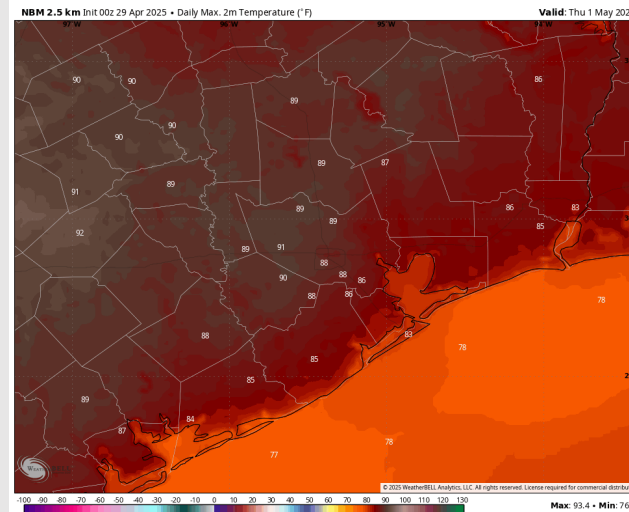 NBM 2.5 km Init 00z 29 Apr 2025 • Daily Max. 2m Temperature (°F) Valid: Thu 1 May 202
97°W 96°W 95°W 94°W
90 90 86
89
90 90
89 87
91 89
89 86 83
92 89 85
89 91
88
90 88 86
88 86 78
88 83
78
85
85
89
84
87
77 78
WeatherBELL
© 2025 WeatherBELL Analytics, LLC. All rights reserved. License required for commercial distribu
-100 -90 -80 -70 -60 -50 -40 -30 -20 -10 0 10 20 30 40 50 60 70 80 90 100 110 120 130
Max: 93.4 • Min: 76